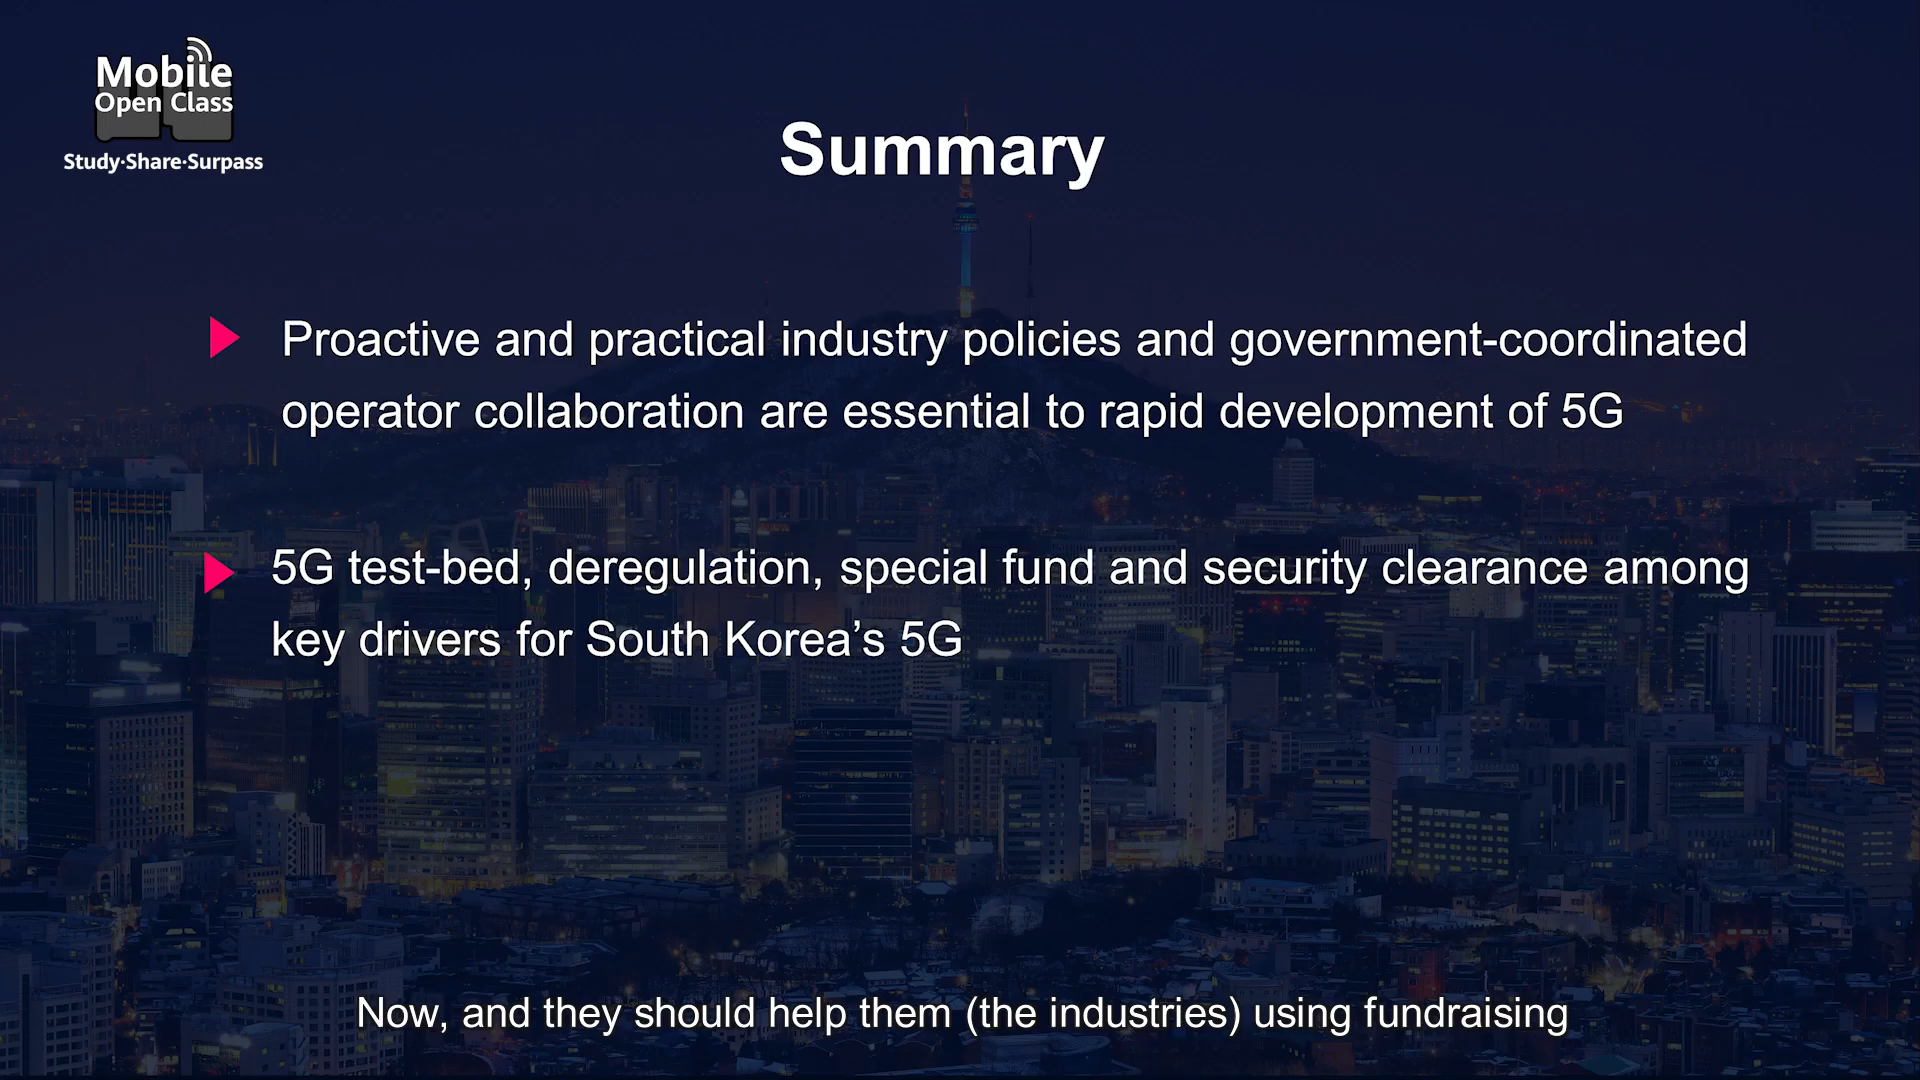 Mobile
Open Class
Study·Share·Surpass
Summary
Proactive and practical industry policies and government-coordinated
operator collaboration are essential to rapid development of 5G
5G test-bed, deregulation, special fund and security clearance among
key drivers for South Korea’s 5G
Now, and they should help them (the industries) using fundraising